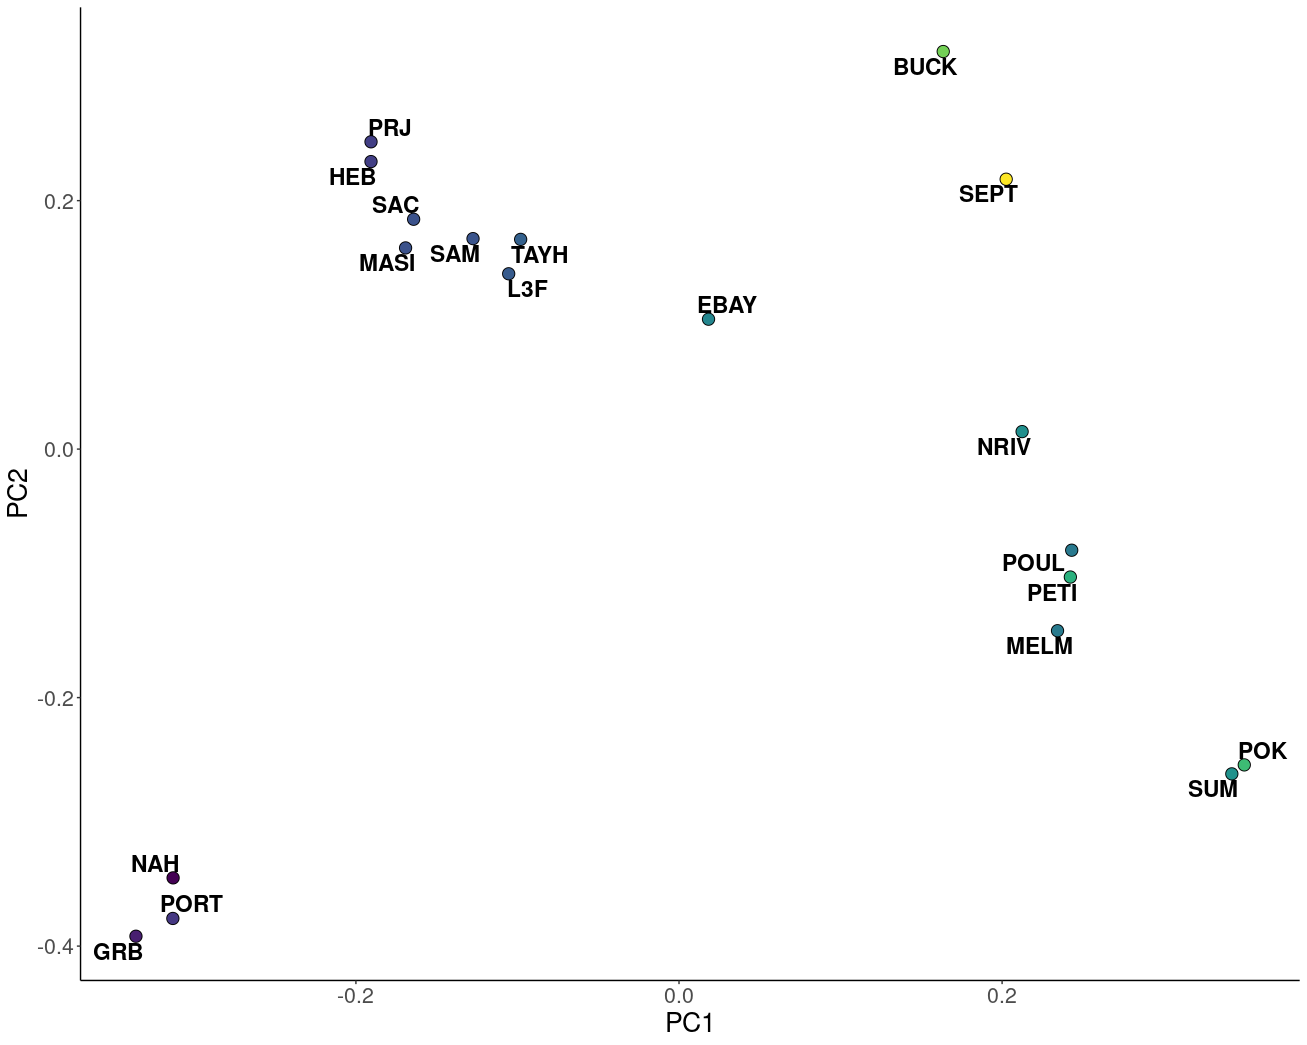 BUCK
PRJ
HEB
SEPT
SAC
MASI
SAM
TAYH
L3F
EBAY
NRIV
POUL
PETI
MELM
POK
SUM
NAH
PORT
GRB
0.2
0.0
-0.2
-0.4
PC2
-0.2
0.0
0.2
PC1